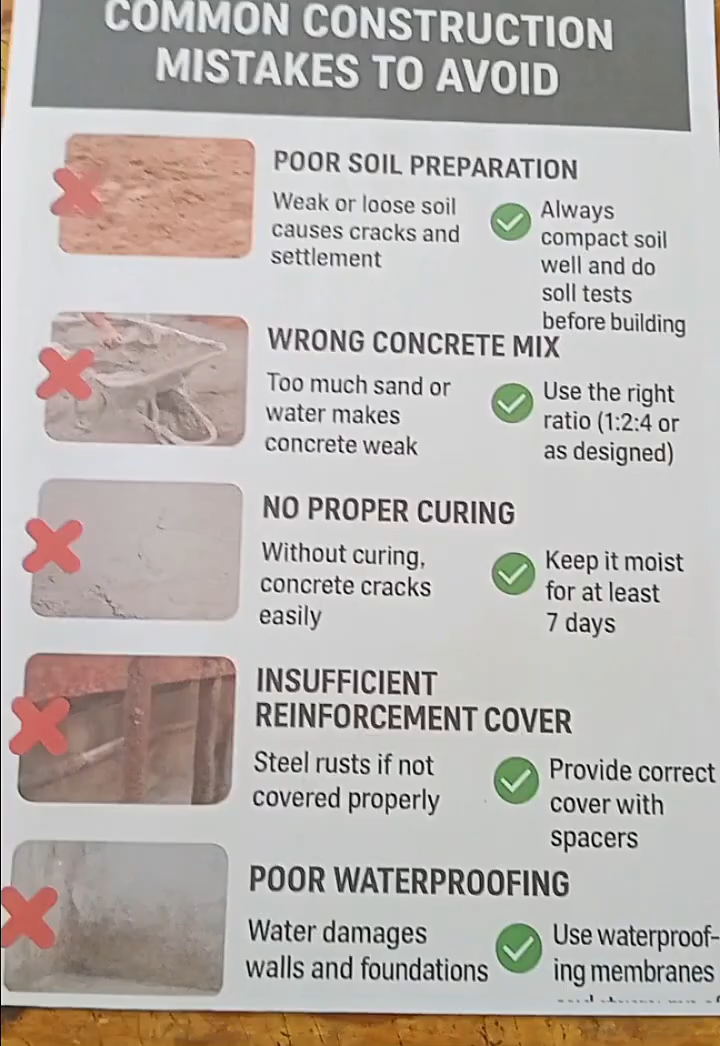 COMMON CONSTRUCTION
MISTAKES TO AVOID
POOR SOIL PREPARATION
Weak or loose soil
causes cracks and
settlement
Always
compact soil
well and do
soll tests
before building
WRONG CONCRETE MIX
Too much sand or
water makes
concrete weak
Use the right
ratio (1:2:4 or
as designed)
NO PROPER CURING
Without curing,
concrete cracks
easily
Keep it moist
for at least
7 days
INSUFFICIENT
REINFORCEMENT COVER
Steel rusts if not
covered properly
Provide correct
cover with
spacers
POOR WATERPROOFING
Water damages
walls and foundations
Use waterproof-
ing membranes